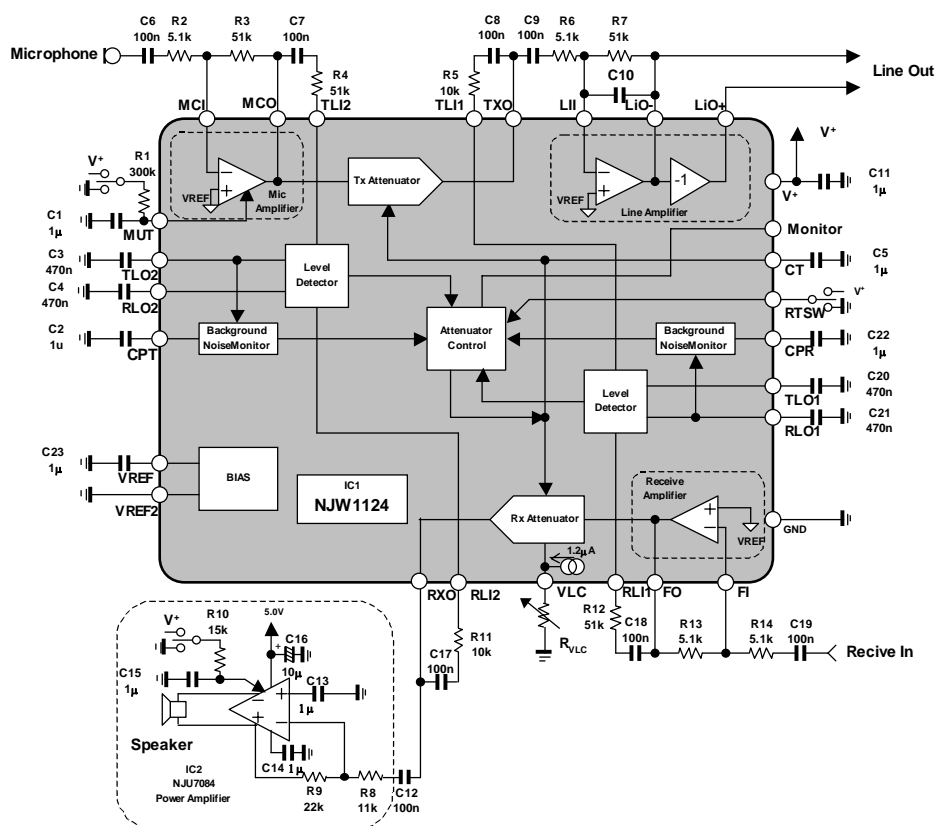 C6 R2 R3 C7 C8 C9 R6 R7
100n 5.1k 51k 100n 100n 100n 5.1k 51k
Microphone
R4
51k
R5
10k
C10
Line Out
MCI MCO TLI2 TLI1 TXO LII LiO- LiO+
V+
R1
300k
VREF
Mic
Amplifier
Tx Attenuator
VREF
-1
Line Amplifier
V+
C11
1μ
V+
C1
1μ
MUT
Monitor
C3
470n
TLO2
Level
Detector
C5
1μ
CT
C4
470n
RLO2
V+
RTSW
C2
1u
CPT
Background
NoiseMonitor
Attenuator
Control
Background
NoiseMonitor
C22
1μ
CPR
C20
470n
TLO1
Level
Detector
C21
470n
RLO1
C23
1μ
VREF
VREF2
BIAS
IC1
NJW1124
Receive
Amplifier
Rx Attenuator
VREF
GND
1.2μA
RXO RLI2 VLC RLI1 FO FI
R10
15k
V+
5.0V
C16
10μ
C15
1μ
C13
1μ
R11
10k
C17
100n
RVLC
R12
51k
C18
100n
R13
5.1k
R14
5.1k
C19
100n
Recive In
Speaker
IC2
NJU7084
Power Amplifier
C14 1μ
R9
22k
R8
11k
C12
100n